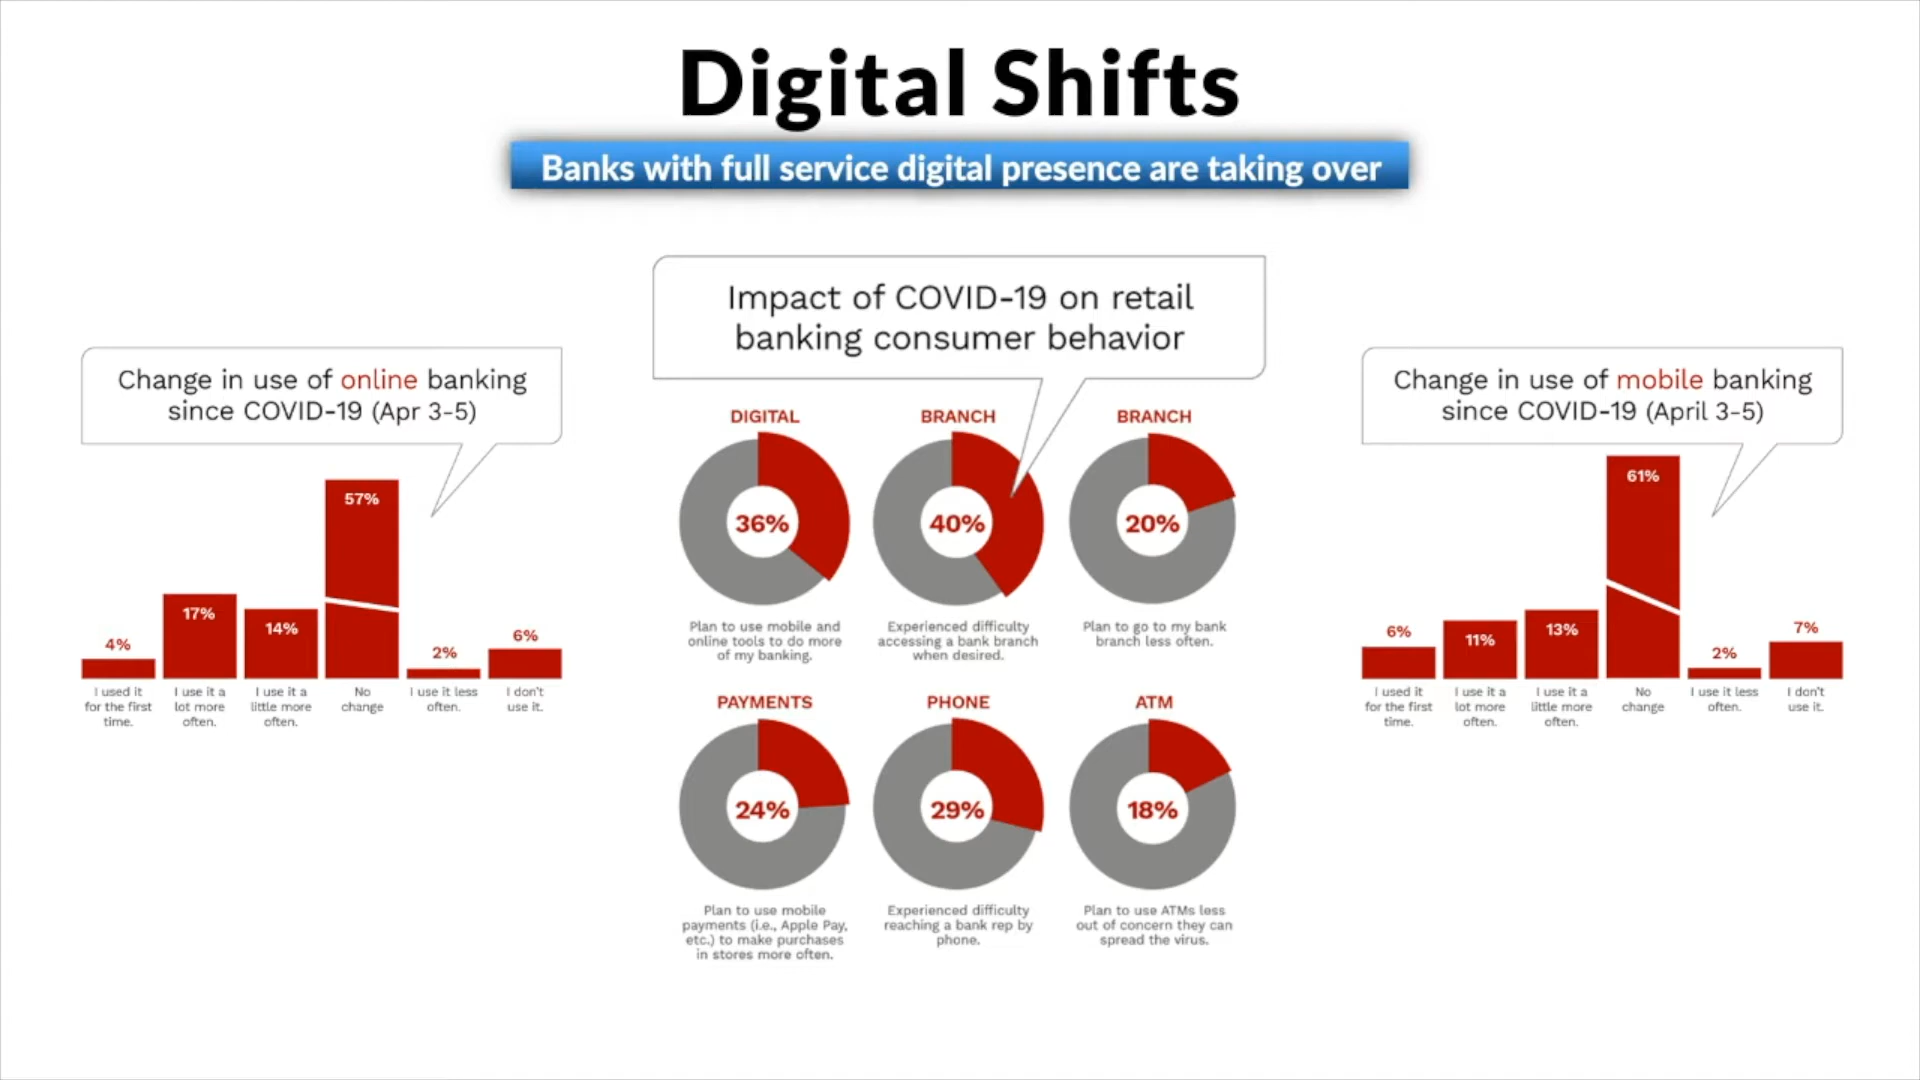 Digital Shifts
Banks with full service digital presence are taking over
Change in use of online banking
since COVID-19 (Apr 3-5)
4%
17%
14%
57%
2%
6%
I used it
for the first
time.
I use it a
lot more
often.
I use it a
little more
often.
No
change
I use it less
often.
I don't
use it.
Impact of COVID-19 on retail
banking consumer behavior
DIGITAL
36%
Plan to use mobile and
online tools to do more
of my banking.
BRANCH
40%
Experienced difficulty
accessing a bank branch
when desired.
BRANCH
20%
Plan to go to my bank
branch less often.
PAYMENTS
24%
Plan to use mobile
payments (i.e., Apple Pay,
etc.) to make purchases
in stores more often.
PHONE
29%
Experienced difficulty
reaching a bank rep by
phone.
ATM
18%
Plan to use ATMs less
out of concern they can
spread the virus.
Change in use of mobile banking
since COVID-19 (April 3-5)
6%
11%
13%
61%
2%
7%
I used it
for the first
time.
I use it a
lot more
often.
I use it a
little more
often.
No
change
I use it less
often.
I don't
use it.